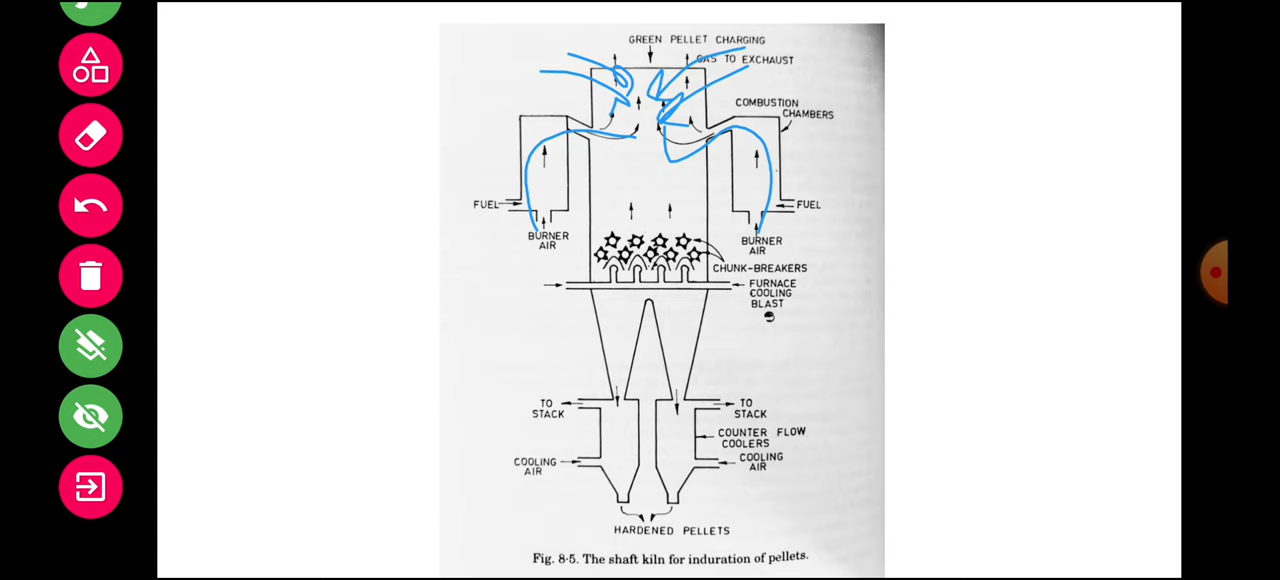 GREEN PELLET CHARGING
GAS TO EXHAUST
COMBUSTION
CHAMBERS
FUEL
FUEL
BURNER
AIR
BURNER
AIR
CHUNK-BREAKERS
FURNACE
COOLING
BLAST
TO
STACK
TO
STACK
COUNTER FLOW
COOLERS
COOLING
AIR
COOLING
AIR
HARDENED PELLETS
Fig. 8·5. The shaft kiln for induration of pellets.